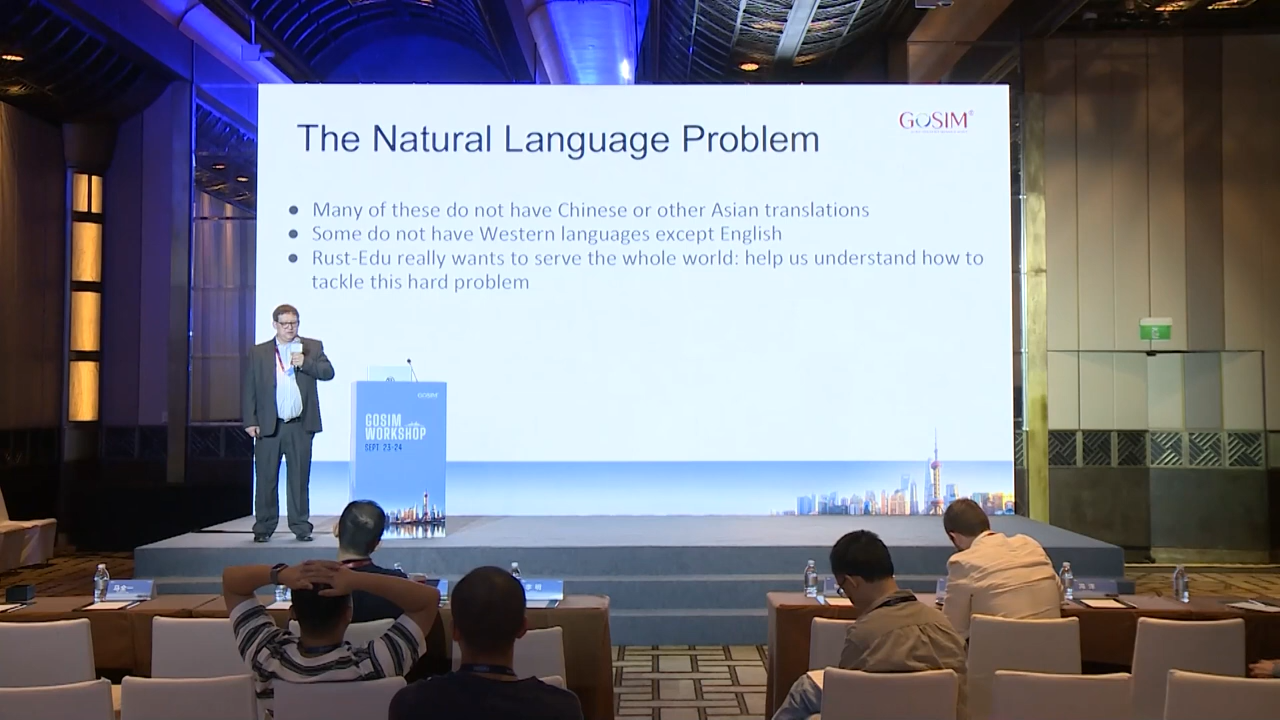 GOSIM
The Natural Language Problem
Many of these do not have Chinese or other Asian translations
Some do not have Western languages except English
Rust-Edu really wants to serve the whole world: help us understand how to
tackle this hard problem
GOSIM
GOSIM
WORKSHOP
SEPT 23-24